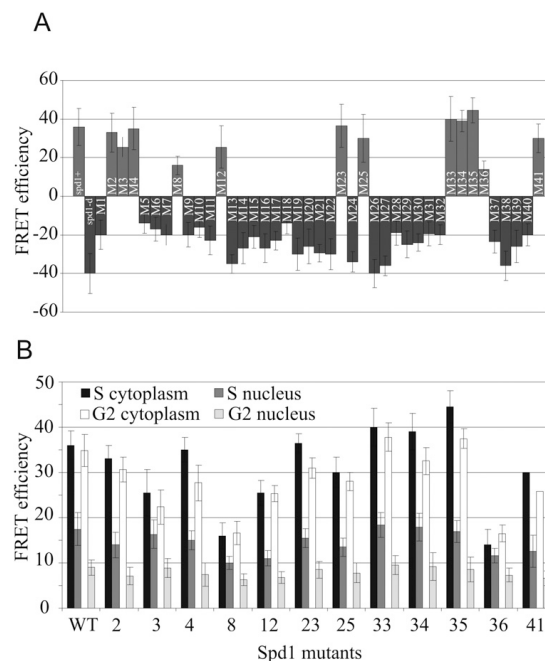 A
60
40
20
0
-20
-40
-60
FRET efficiency
spd1+
spd1-d
M1
M2
M3
M4
M5
M6
M7
M8
M9
M10
M11
M12
M13
M14
M15
M16
M17
M18
M19
M20
M21
M22
M23
M24
M25
M26
M27
M28
M29
M30
M31
M32
M33
M34
M35
M36
M37
M38
M39
M40
M41
B
50
40
30
20
10
0
FRET efficiency
S cytoplasm S nucleus
G2 cytoplasm G2 nucleus
WT 2 3 4 8 12 23 25 33 34 35 36 41
Spd1 mutants